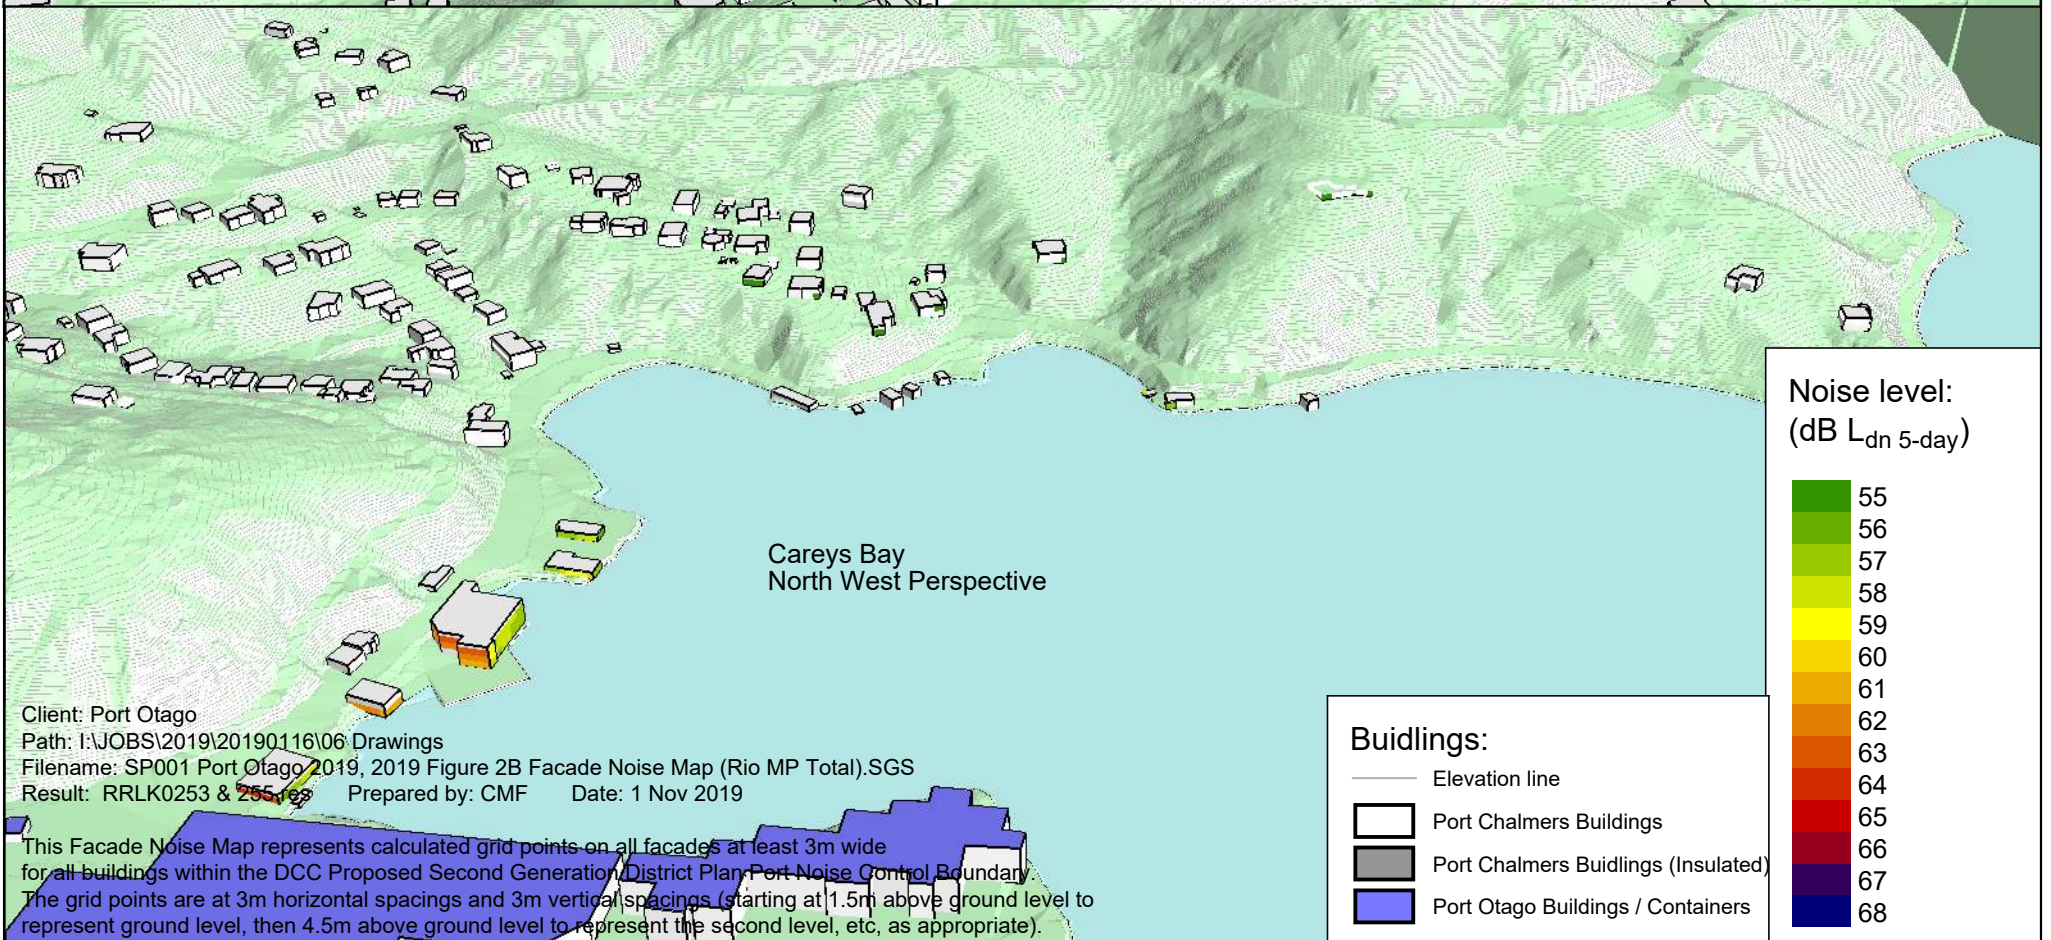 Careys Bay
North West Perspective
Client: Port Otago
Path: I:\JOBS\2019\20190116\06 Drawings
Filename: SP001 Port Otago 2019, 2019 Figure 2B Facade Noise Map (Rio MP Total).SGS
Result: RRLK0253 & 255.res Prepared by: CMF Date: 1 Nov 2019
This Facade Noise Map represents calculated grid points on all facades at least 3m wide
for all buildings within the DCC Proposed Second Generation District Plan Port Noise Control Boundary.
The grid points are at 3m horizontal spacings and 3m vertical spacings (starting at 1.5m above ground level to
represent ground level, then 4.5m above ground level to represent the second level, etc, as appropriate).
Buidlings:
Elevation line
Port Chalmers Buildings
Port Chalmers Buidlings (Insulated)
Port Otago Buildings / Containers
Noise level:
(dB Ldn 5-day)
55
56
57
58
59
60
61
62
63
64
65
66
67
68